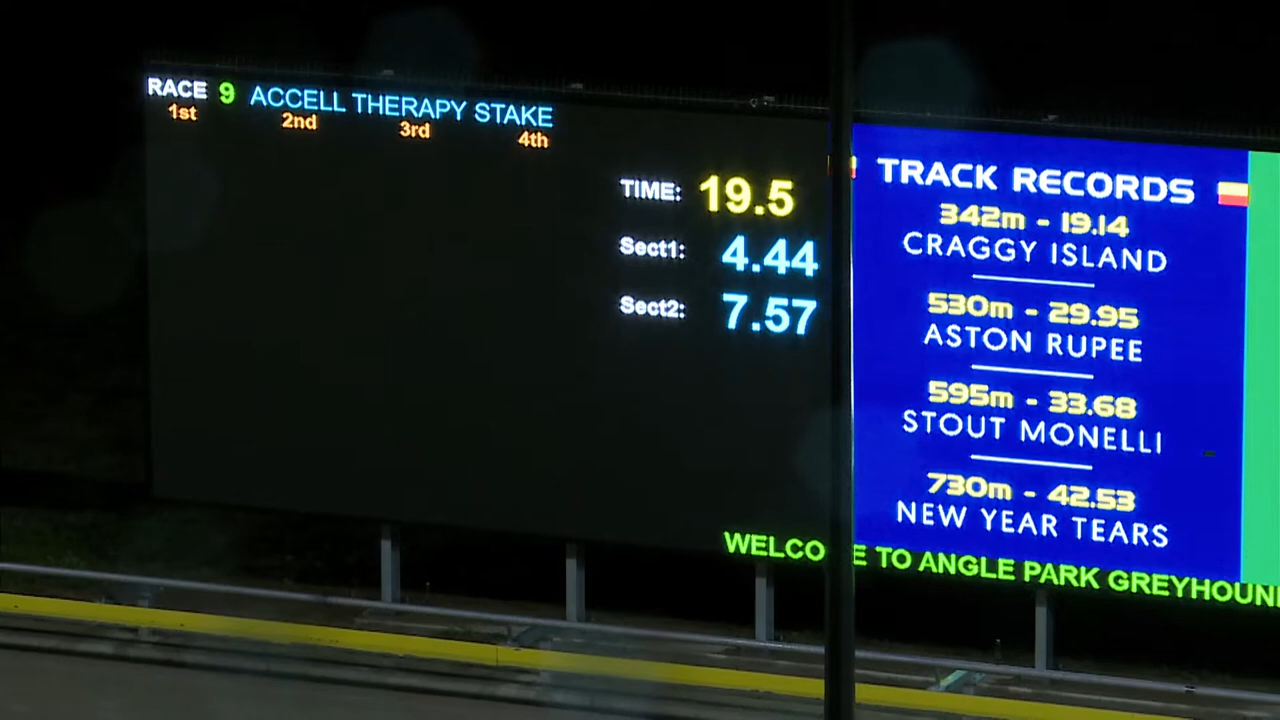 RACE 9 ACCELL THERAPY STAKE
1st 2nd 3rd 4th
TIME: 19.5
Sect1: 4.44
Sect2: 7.57
TRACK RECORDS
342m - 19.14
CRAGGY ISLAND
530m - 29.95
ASTON RUPEE
595m - 33.68
STOUT MONELLI
730m - 42.53
NEW YEAR TEARS
WELCO E TO ANGLE PARK GREYHOUN